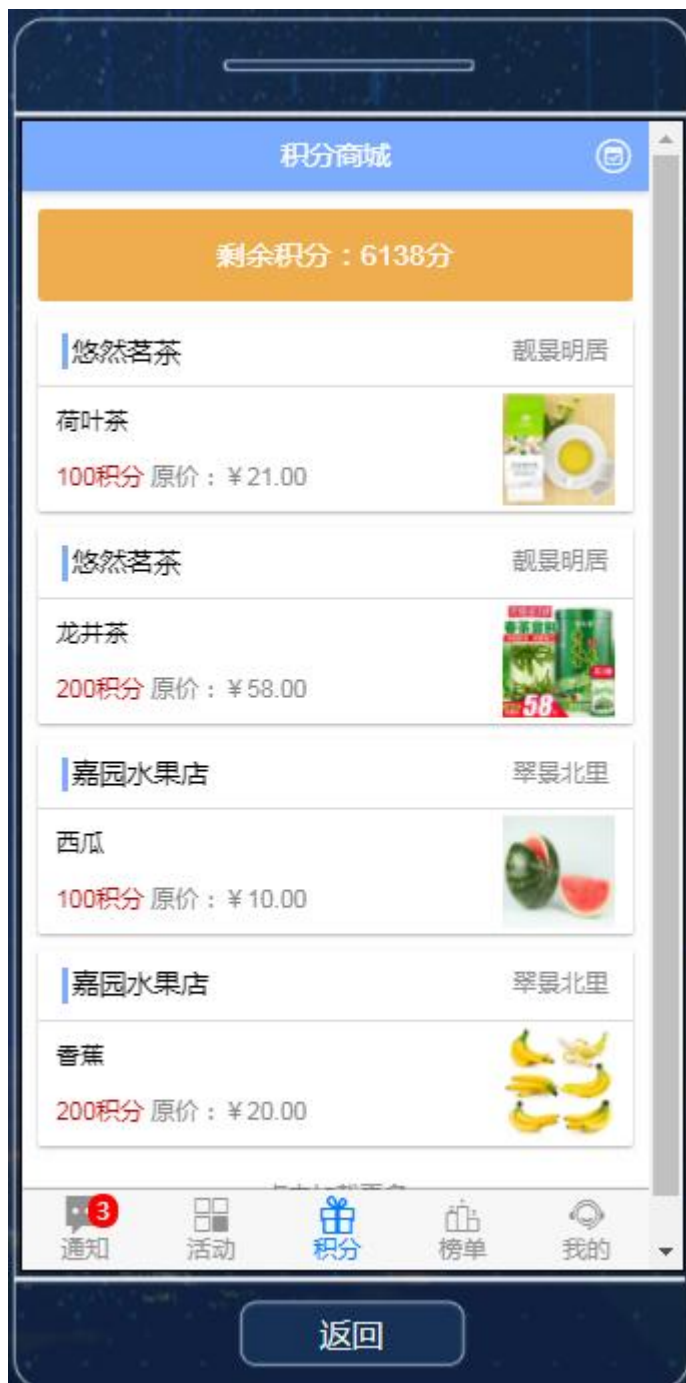 积分商城
剩余积分：6138分
悠然茗茶 靓景明居
荷叶茶
100积分 原价：￥21.00
悠然茗茶 靓景明居
龙井茶
58
200积分 原价：￥58.00
嘉园水果店 翠景北里
西瓜
100积分 原价：￥10.00
嘉园水果店 翠景北里
香蕉
200积分 原价：￥20.00
3
通知 活动 积分 榜单 我的
返回